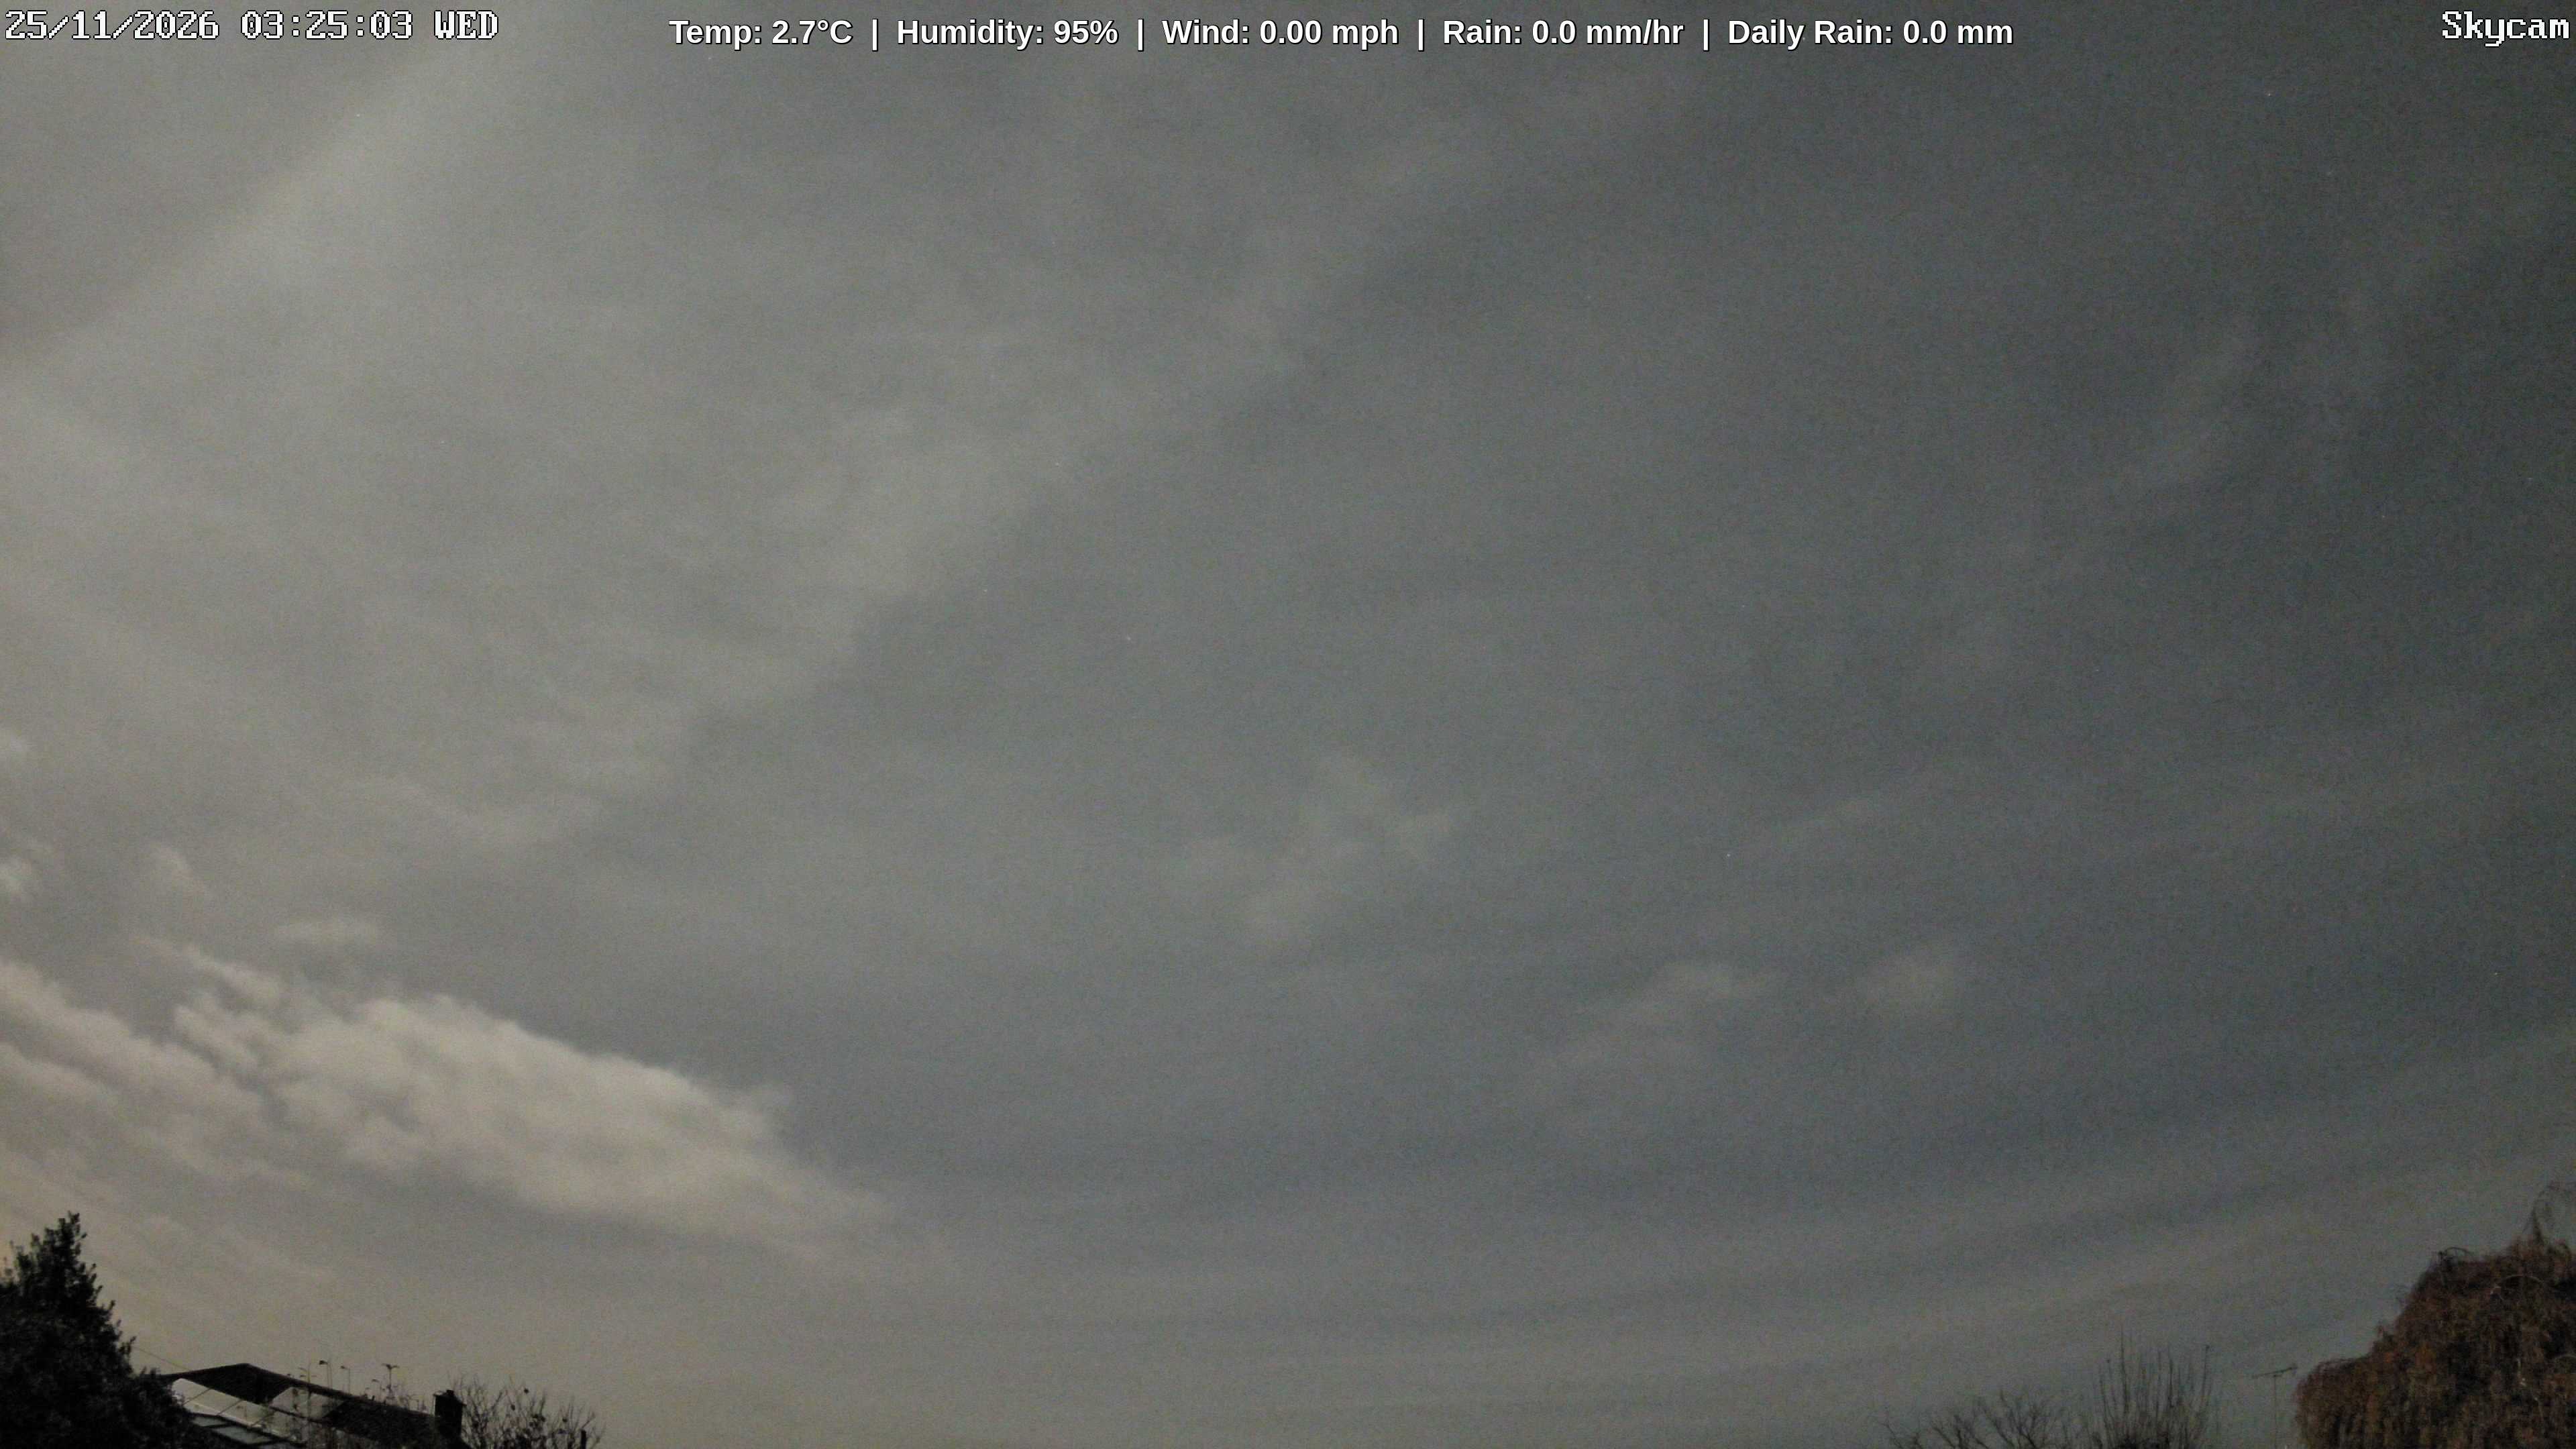 25/11/2026 03:25:03 WED
Temp: 2.7°C | Humidity: 95% | Wind: 0.00 mph | Rain: 0.0 mm/hr | Daily Rain: 0.0 mm
Skycam